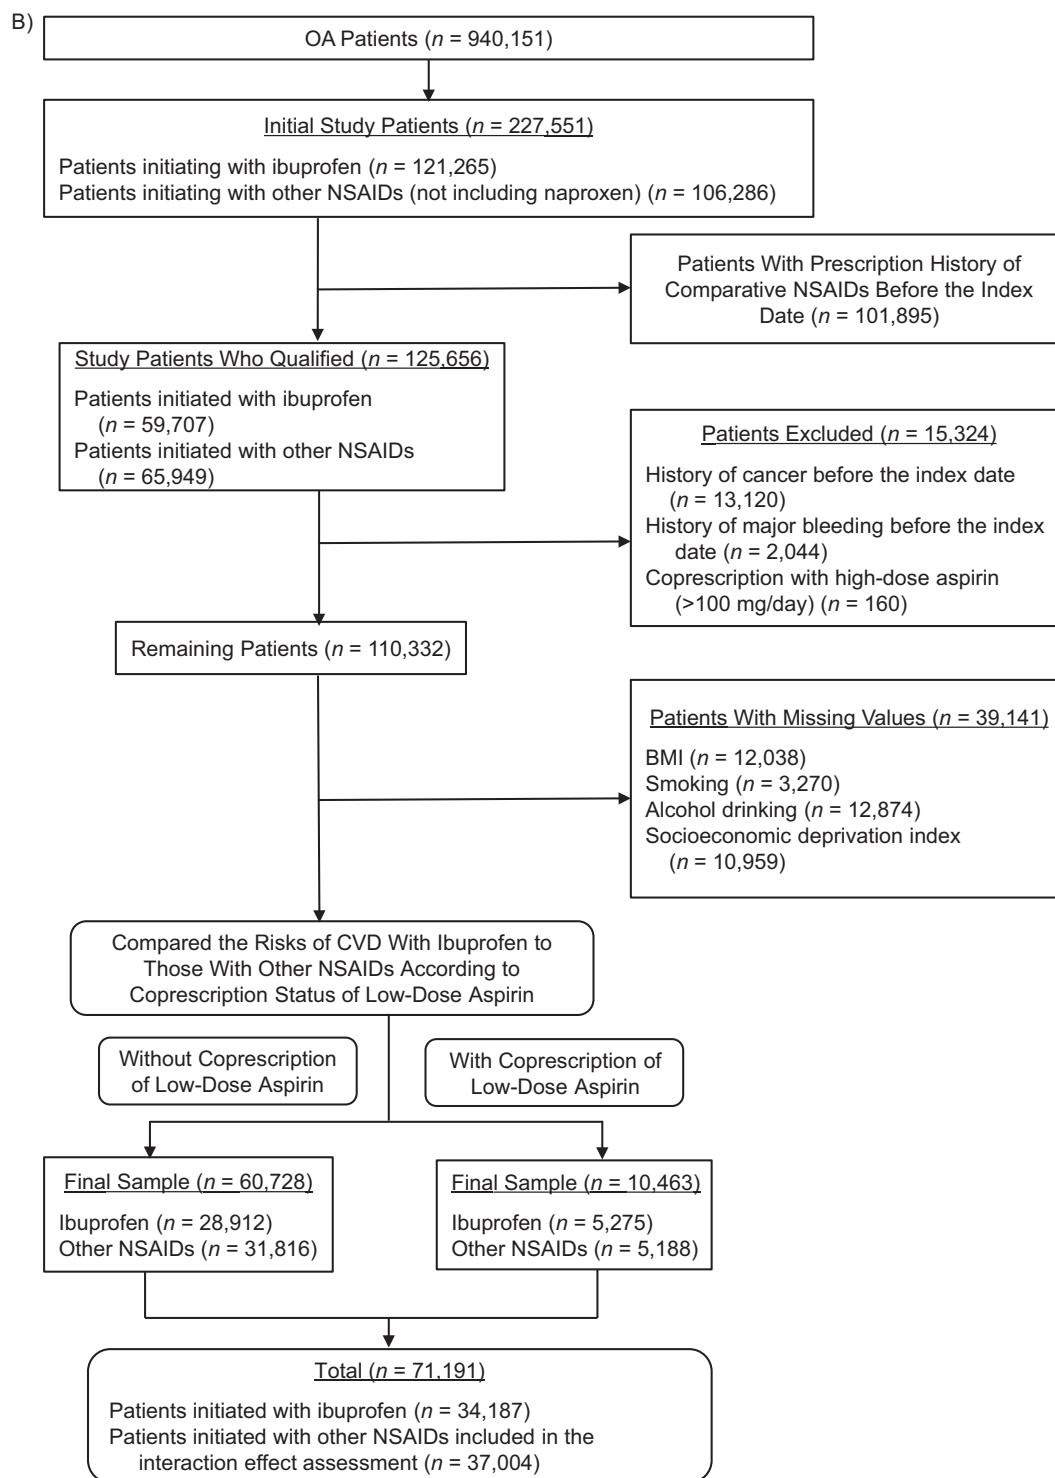 B)
OA Patients (n = 940,151)
Initial Study Patients (n = 227,551)
Patients initiating with ibuprofen (n = 121,265)
Patients initiating with other NSAIDs (not including naproxen) (n = 106,286)
Patients With Prescription History of
Comparative NSAIDs Before the Index
Date (n = 101,895)
Study Patients Who Qualified (n = 125,656)
Patients initiated with ibuprofen
(n = 59,707)
Patients initiated with other NSAIDs
(n = 65,949)
Patients Excluded (n = 15,324)
History of cancer before the index date
(n = 13,120)
History of major bleeding before the index
date (n = 2,044)
Coprescription with high-dose aspirin
(>100 mg/day) (n = 160)
Remaining Patients (n = 110,332)
Patients With Missing Values (n = 39,141)
BMI (n = 12,038)
Smoking (n = 3,270)
Alcohol drinking (n = 12,874)
Socioeconomic deprivation index
(n = 10,959)
Compared the Risks of CVD With Ibuprofen to
Those With Other NSAIDs According to
Coprescription Status of Low-Dose Aspirin
Without Coprescription
of Low-Dose Aspirin
With Coprescription of
Low-Dose Aspirin
Final Sample (n = 60,728)
Ibuprofen (n = 28,912)
Other NSAIDs (n = 31,816)
Final Sample (n = 10,463)
Ibuprofen (n = 5,275)
Other NSAIDs (n = 5,188)
Total (n = 71,191)
Patients initiated with ibuprofen (n = 34,187)
Patients initiated with other NSAIDs included in the
interaction effect assessment (n = 37,004)